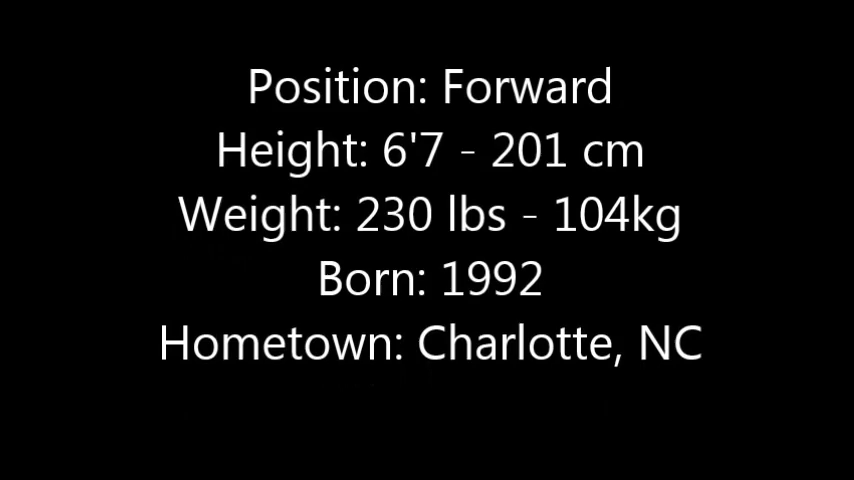 Position: Forward
Height: 6'7 - 201 cm
Weight: 230 lbs - 104kg
Born: 1992
Hometown: Charlotte, NC